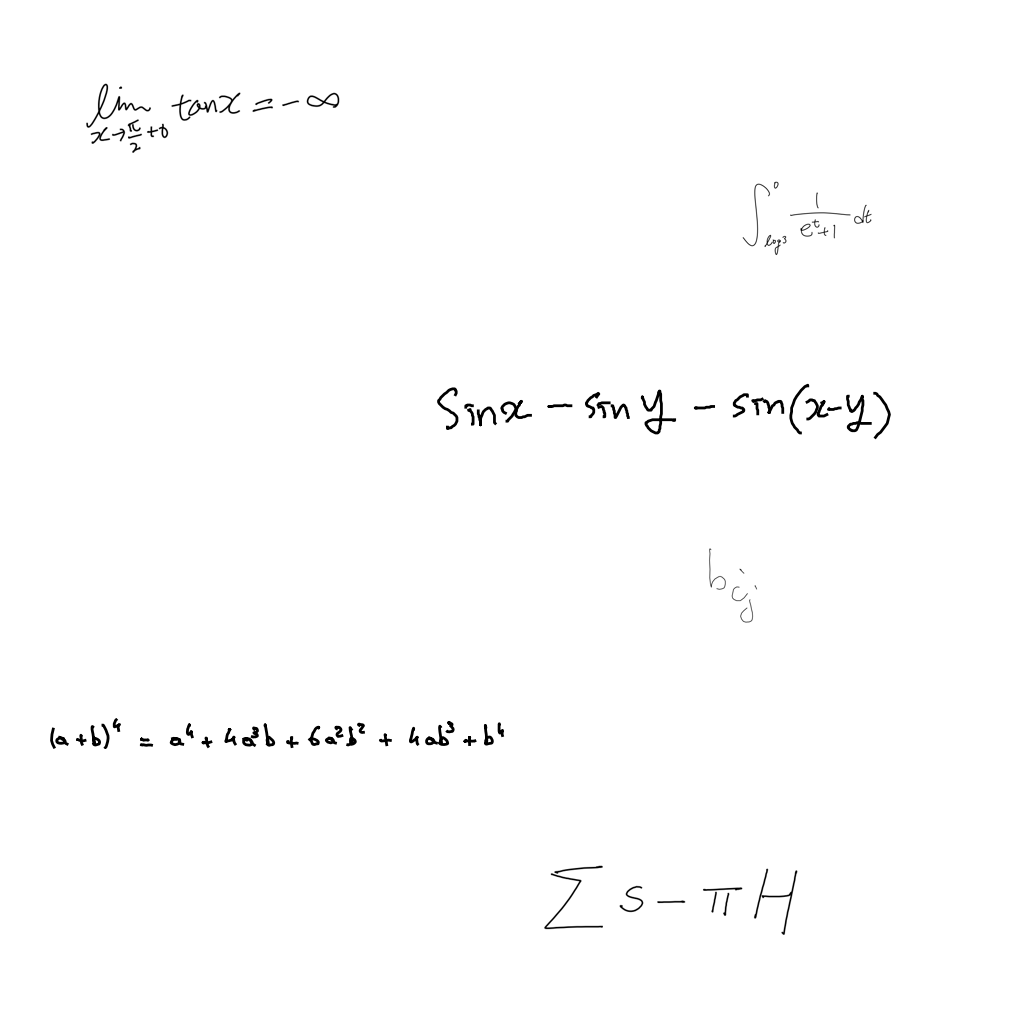 \lim_{x \to \frac{\pi}{2}+0} \tan x = -\infty
\int_{\log 3}^{0} \frac{1}{e^t+1} dt
\sin x - \sin y - \sin(x-y)
b_{ij}
(a+b)^4 = a^4 + 4a^3b + 6a^2b^2 + 4ab^3 + b^4
\sum s - \pi H